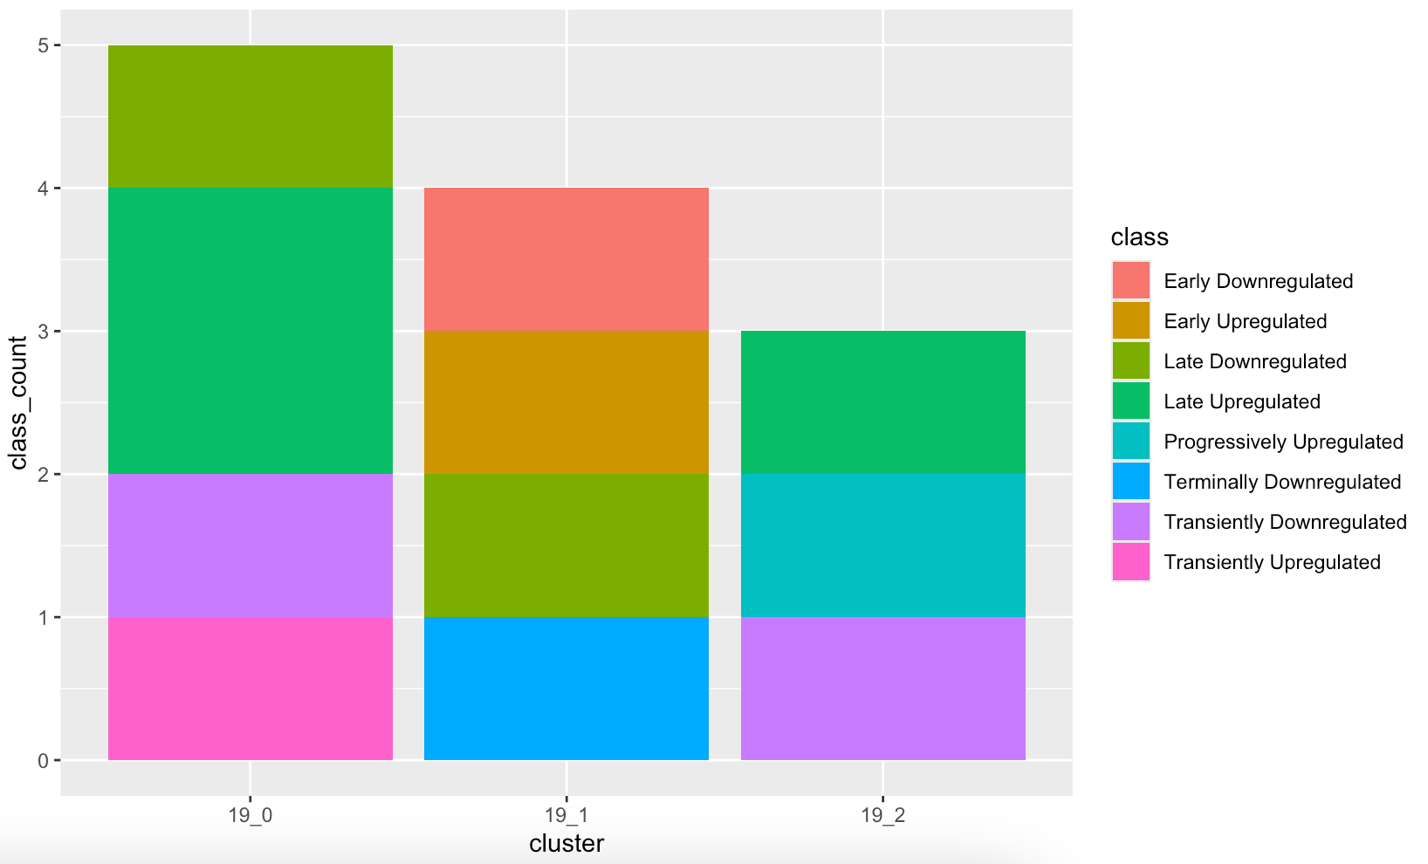 5
4
3
2
1
0
class_count
19_0
19_1
19_2
cluster
class
Early Downregulated
Early Upregulated
Late Downregulated
Late Upregulated
Progressively Upregulated
Terminally Downregulated
Transiently Downregulated
Transiently Upregulated